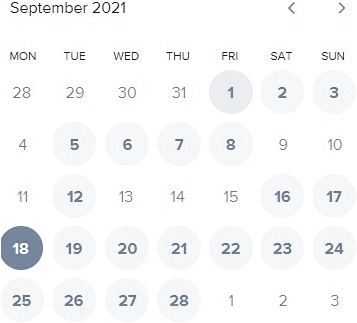 September 2021
MON TUE WED THU FRI SAT SUN
28 29 30 31 1 2 3
4 5 6 7 8 9 10
11 12 13 14 15 16 17
18 19 20 21 22 23 24
25 26 27 28 1 2 3